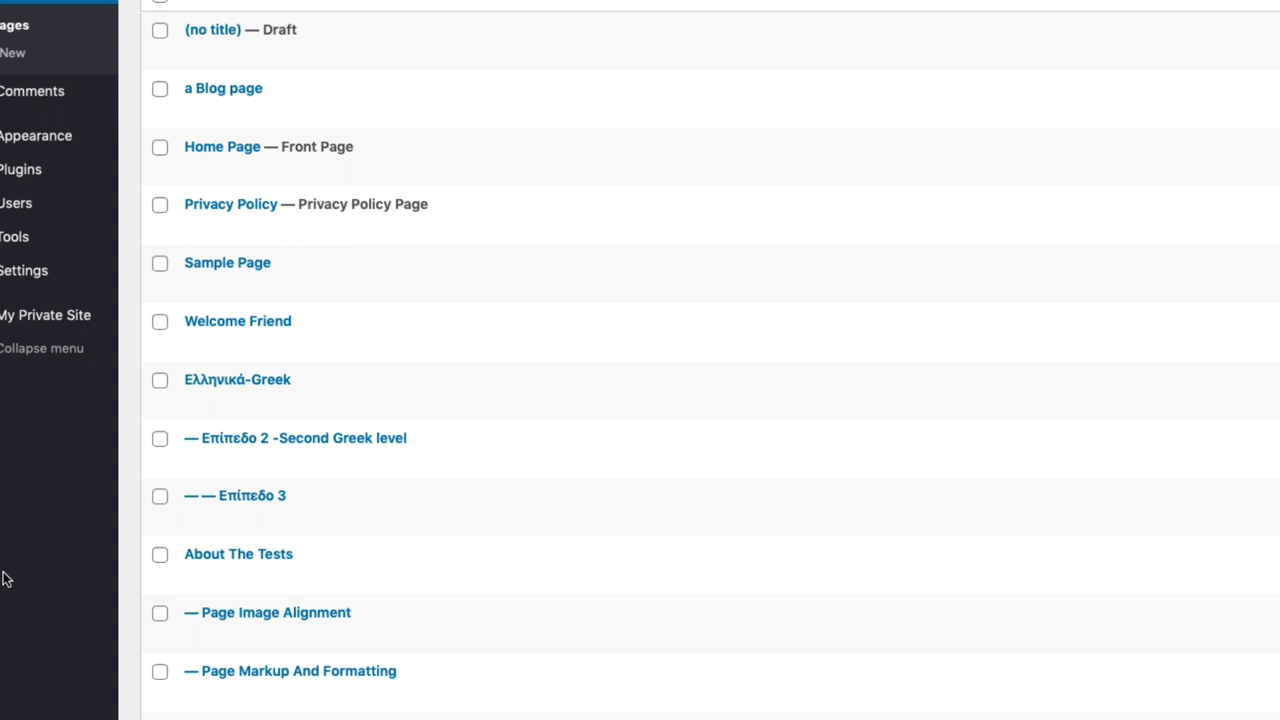 ages
New
Comments
Appearance
Plugins
Users
Tools
Settings
My Private Site
Collapse menu
(no title) — Draft
a Blog page
Home Page — Front Page
Privacy Policy — Privacy Policy Page
Sample Page
Welcome Friend
Ελληνικά-Greek
— Επίπεδο 2 -Second Greek level
— — Επίπεδο 3
About The Tests
— Page Image Alignment
— Page Markup And Formatting